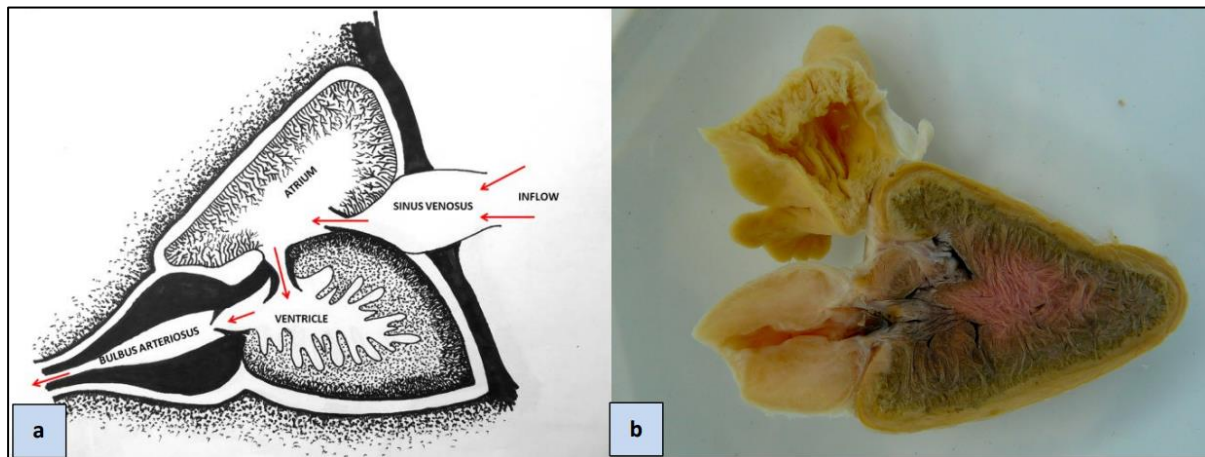 ATRIUM
SINUS VENOSUS
INFLOW
VENTRICLE
BULBUS ARTERIOSUS
a
b